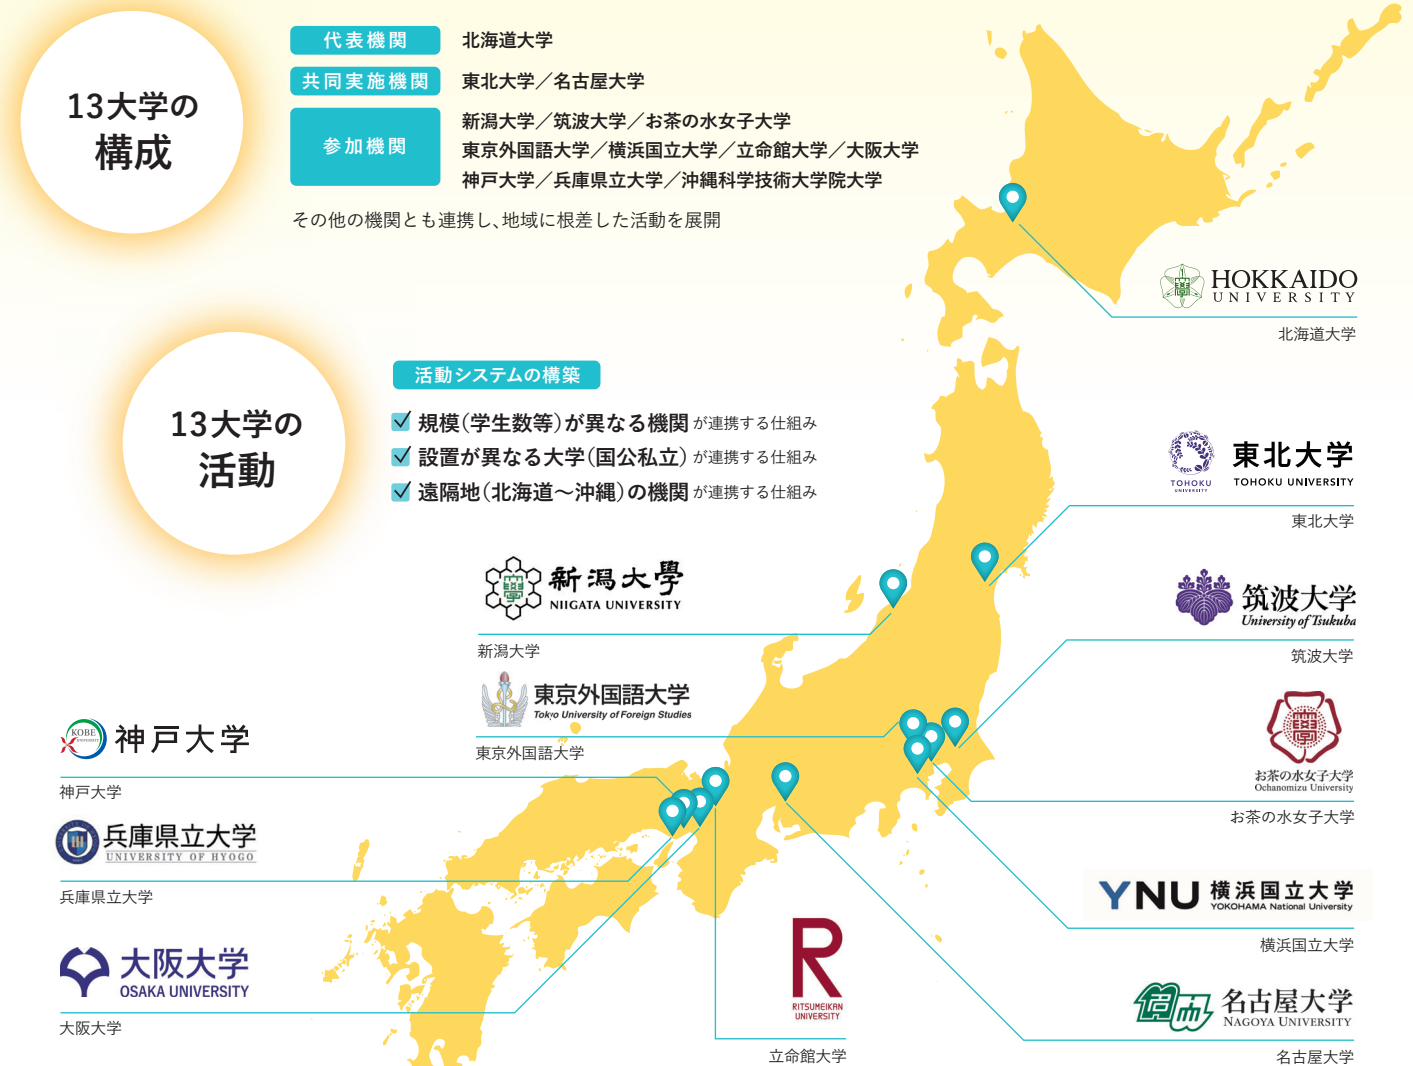 13大学の
構成
代表機関 北海道大学
共同実施機関 東北大学／名古屋大学
参加機関
新潟大学／筑波大学／お茶の水女子大学
東京外国語大学／横浜国立大学／立命館大学／大阪大学
神戸大学／兵庫県立大学／沖縄科学技術大学院大学
その他の機関とも連携し、地域に根差した活動を展開
13大学の
活動
活動システムの構築
規模（学生数等）が異なる機関 が連携する仕組み
設置が異なる大学（国公私立） が連携する仕組み
遠隔地（北海道〜沖縄）の機関 が連携する仕組み
HOKKAIDO
UNIVERSITY
北海道大学
TOHOKU
UNIVERSITY
東北大学
TOHOKU UNIVERSITY
東北大学
新潟大學
NIIGATA UNIVERSITY
新潟大学
筑波大学
University of Tsukuba
筑波大学
東京外国語大学
Tokyo University of Foreign Studies
東京外国語大学
お茶の水女子大学
Ochanomizu University
お茶の水女子大学
KOBE
UNIVERSITY
神戸大学
神戸大学
兵庫県立大学
UNIVERSITY OF HYOGO
兵庫県立大学
YNU 横浜国立大学
YOKOHAMA National University
横浜国立大学
大阪大学
OSAKA UNIVERSITY
大阪大学
R
RITSUMEIKAN
UNIVERSITY
立命館大学
名古屋大学
NAGOYA UNIVERSITY
名古屋大学